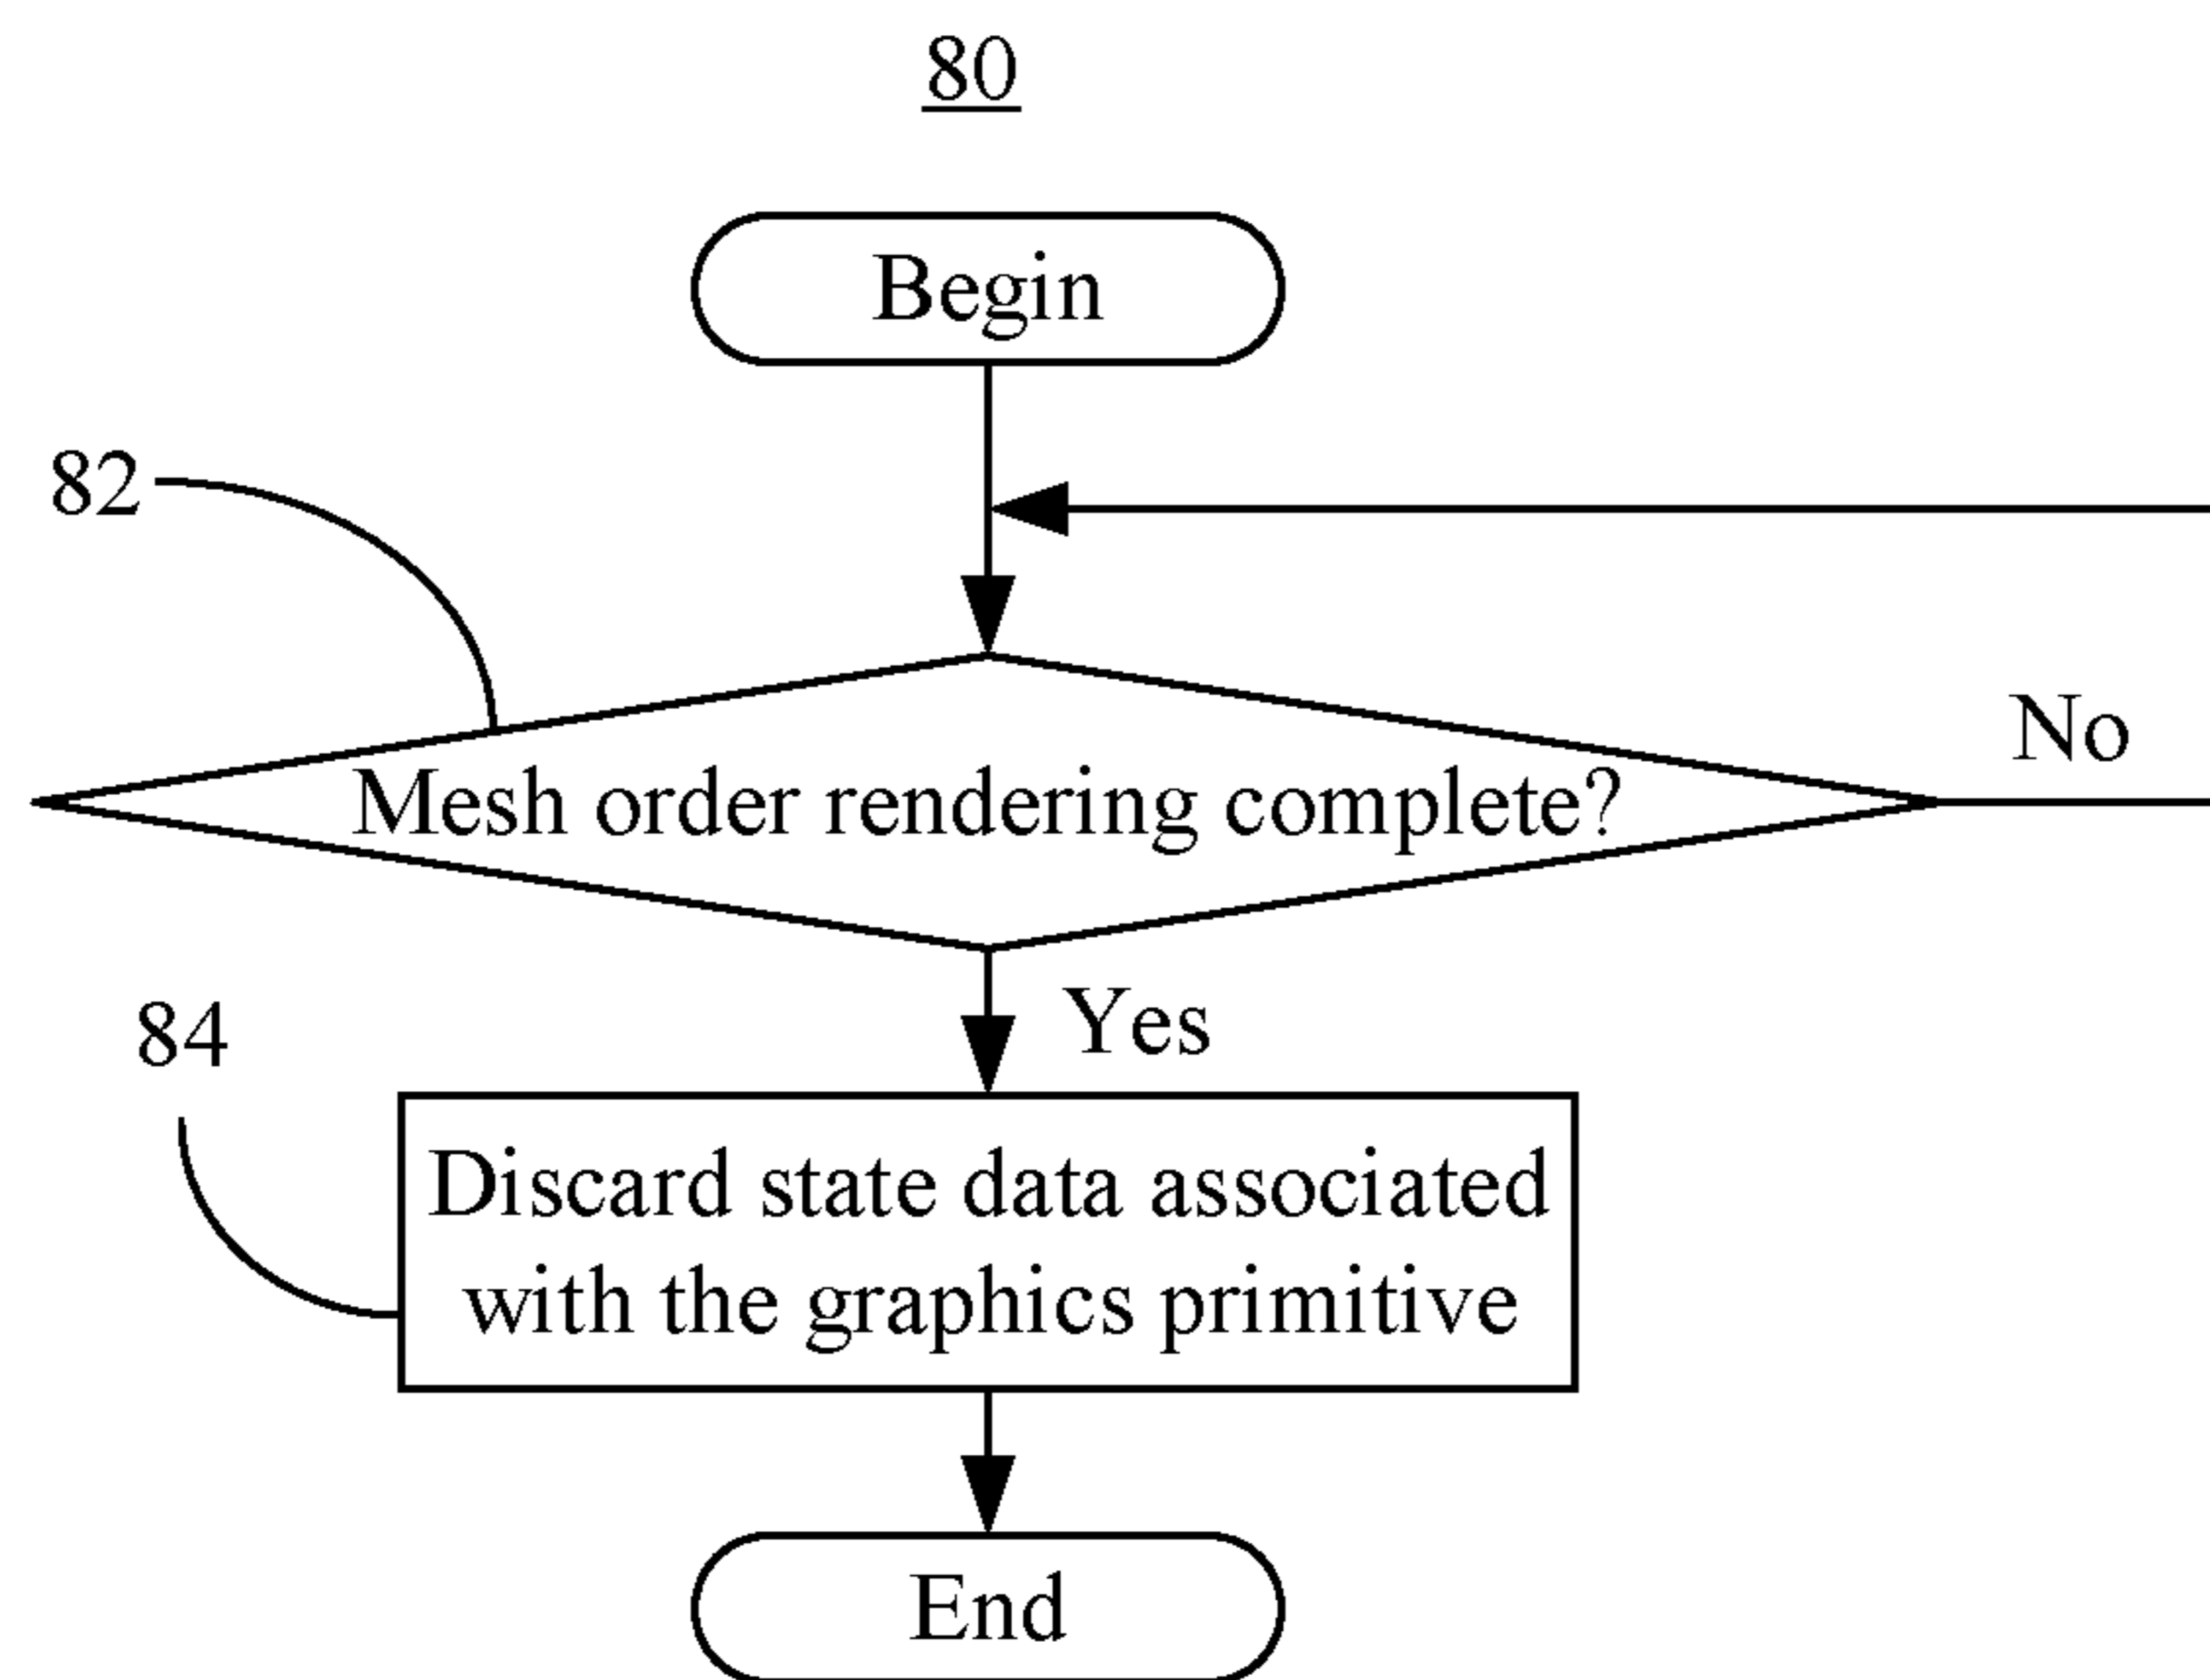 80
Begin
82
No
Mesh order rendering complete?
Yes
84
Discard state data associated
with the graphics primitive
End